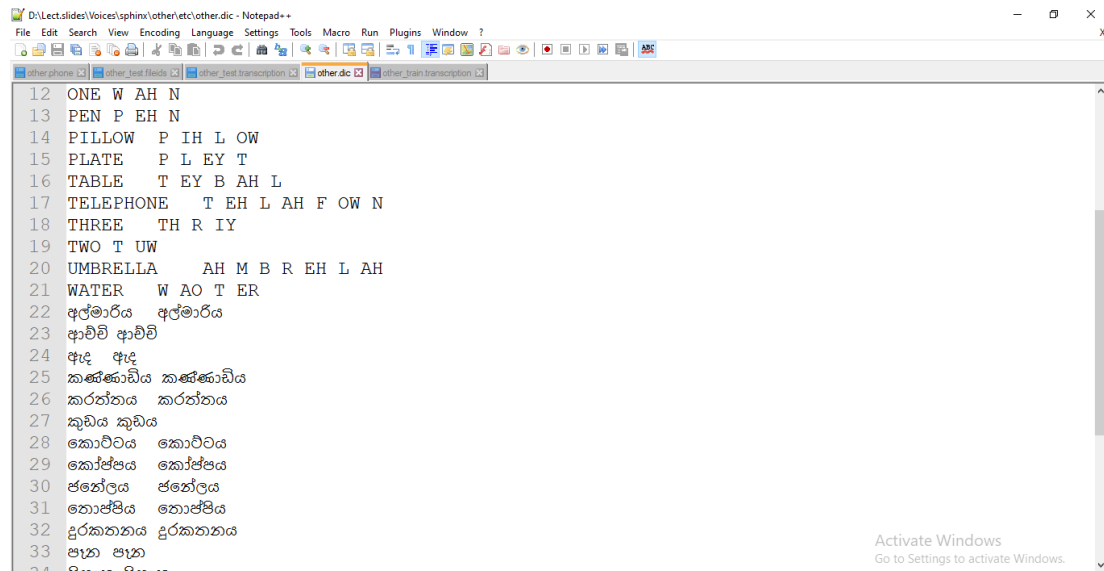 D:\Lect.slides\Voices\sphinx\other\etc\other.dic - Notepad++
File Edit Search View Encoding Language Settings Tools Macro Run Plugins Window ?
other.phone other_test.fileids other_test.transcription other.dic other_train.transcription
12 ONE W AH N
13 PEN P EH N
14 PILLOW P IH L OW
15 PLATE P L EY T
16 TABLE T EY B AH L
17 TELEPHONE T EH L AH F OW N
18 THREE TH R IY
19 TWO T UW
20 UMBRELLA AH M B R EH L AH
21 WATER W AO T ER
22 අල්මාරිය අල්මාරිය
23 ආච්චි ආච්චි
24 ඇඳ ඇඳ
25 කණ්ණාඩිය කණ්ණාඩිය
26 කරත්තය කරත්තය
27 කුඩය කුඩය
28 කොට්ටය කොට්ටය
29 කෝප්පය කෝප්පය
30 ජනේලය ජනේලය
31 තොප්පිය තොප්පිය
32 දුරකතනය දුරකතනය
33 පෑන පෑන
Activate Windows
Go to Settings to activate Windows.